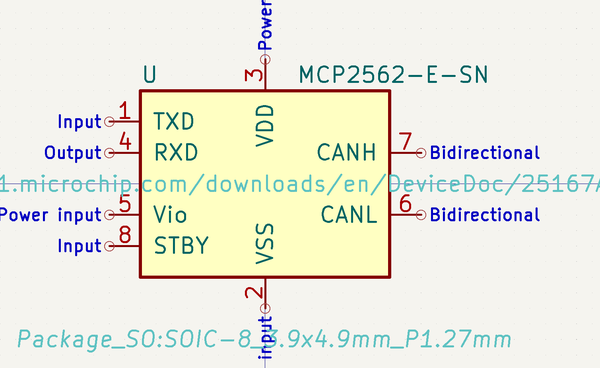 Power
3
U
MCP2562-E-SN
VDD
Input 1 TXD
Output 4 RXD
CANH 7 Bidirectional
1.microchip.com/downloads/en/DeviceDoc/25167
Power input 5 Vio
CANL 6 Bidirectional
Input 8 STBY
VSS
2
input
Package_SO:SOIC-8_3.9x4.9mm_P1.27mm